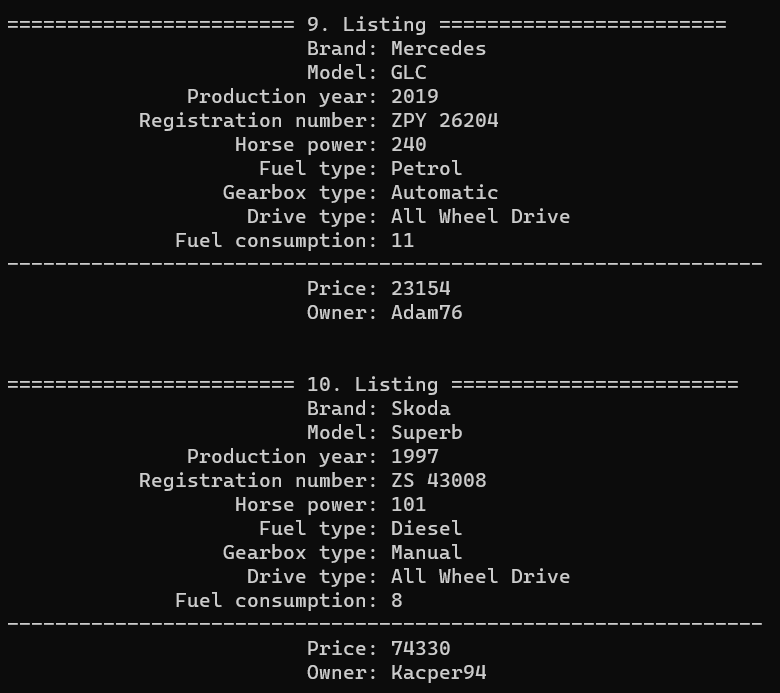 ======================== 9. Listing ========================
Brand: Mercedes
Model: GLC
Production year: 2019
Registration number: ZPY 26204
Horse power: 240
Fuel type: Petrol
Gearbox type: Automatic
Drive type: All Wheel Drive
Fuel consumption: 11
---------------------------------------------------------------
Price: 23154
Owner: Adam76
======================== 10. Listing ========================
Brand: Skoda
Model: Superb
Production year: 1997
Registration number: ZS 43008
Horse power: 101
Fuel type: Diesel
Gearbox type: Manual
Drive type: All Wheel Drive
Fuel consumption: 8
---------------------------------------------------------------
Price: 74330
Owner: Kacper94